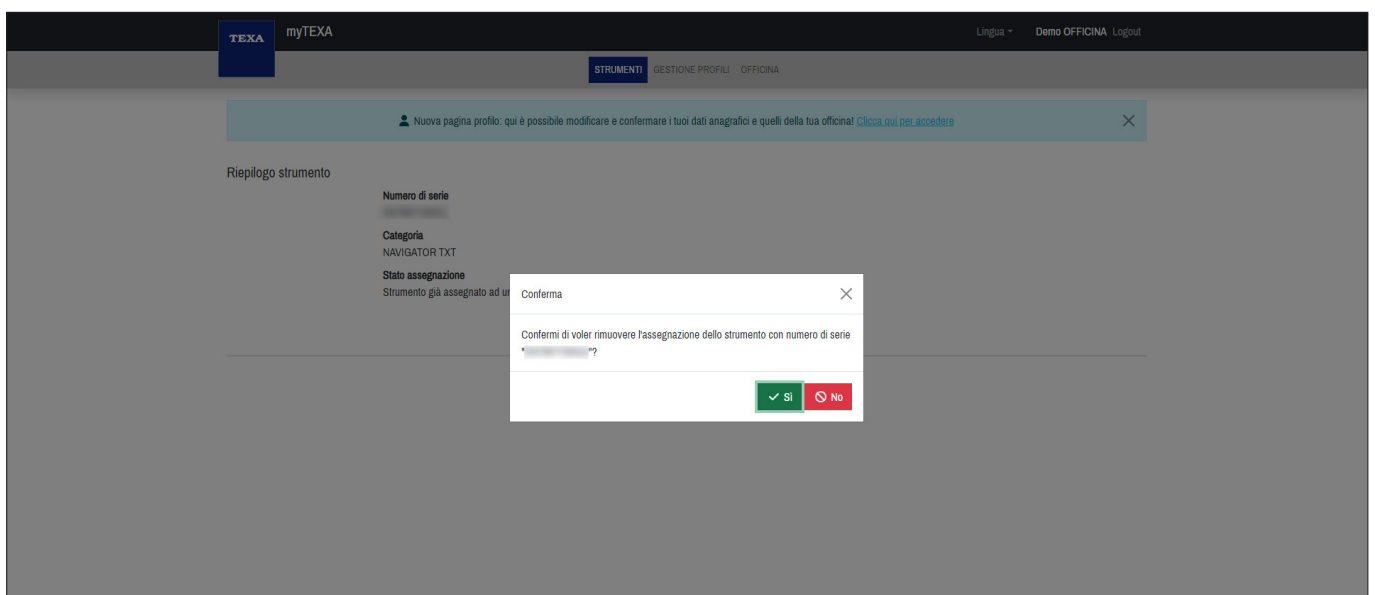 TEXA
myTEXA
Lingua
Demo OFFICINA Logout
STRUMENTI GESTIONE PROFILI OFFICINA
Nuova pagina profilo: qui è possibile modificare e confermare i tuoi dati anagrafici e quelli della tua officina! Clicca qui per accedere
Riepilogo strumento
Numero di serie
Categoria
NAVIGATOR TXT
Stato assegnazione
Strumento già assegnato ad
Conferma
Confermi di voler rimuovere l'assegnazione dello strumento con numero di serie
" "?
Sì
No